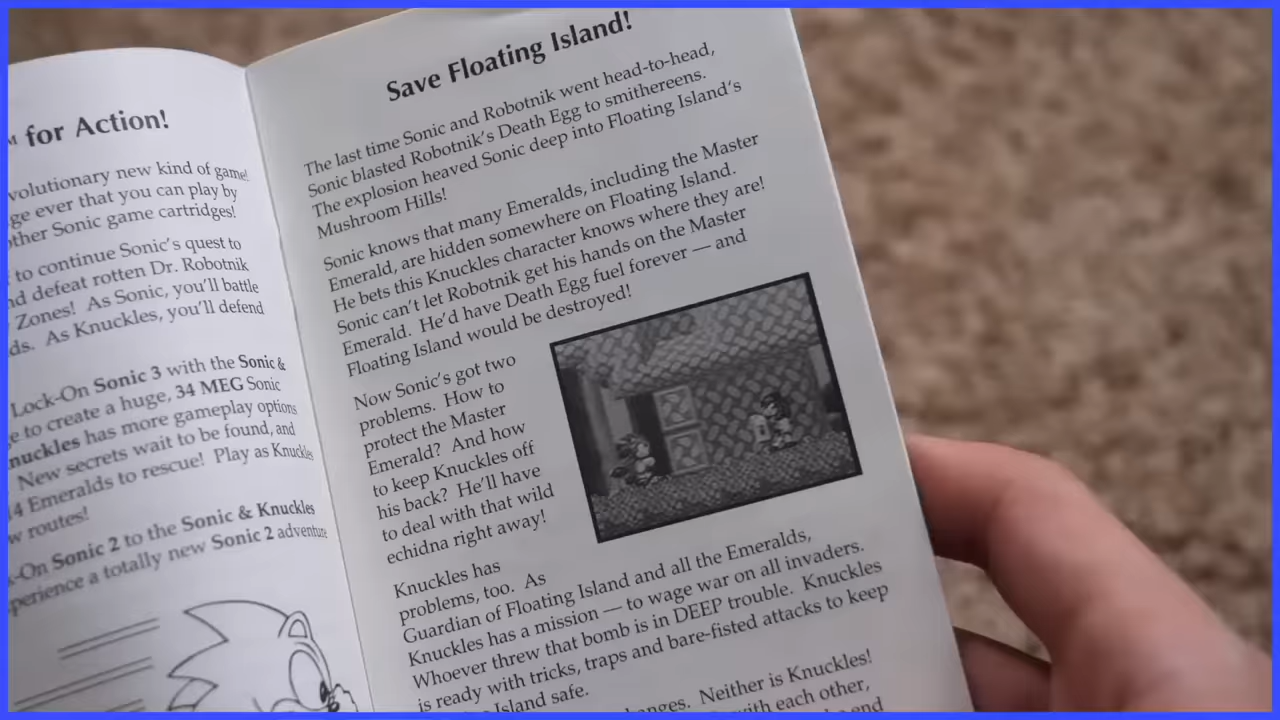 for Action!
volutionary new kind of game!
ge ever that you can play by
other Sonic game cartridges!
to continue Sonic's quest to
nd defeat rotten Dr. Robotnik
Zones! As Sonic, you'll battle
ds. As Knuckles, you'll defend
Lock-On Sonic 3 with the Sonic &
ge to create a huge, 34 MEG Sonic
nuckles has more gameplay options
New secrets wait to be found, and
14 Emeralds to rescue! Play as Knuckles
w routes!
k-On Sonic 2 to the Sonic & Knuckles
perience a totally new Sonic 2 adventure
Save Floating Island!
The last time Sonic and Robotnik went head-to-head,
Sonic blasted Robotnik's Death Egg to smithereens.
The explosion heaved Sonic deep into Floating Island's
Mushroom Hills!
Sonic knows that many Emeralds, including the Master
Emerald, are hidden somewhere on Floating Island.
He bets this Knuckles character knows where they are!
Sonic can't let Robotnik get his hands on the Master
Emerald. He'd have Death Egg fuel forever — and
Floating Island would be destroyed!
Now Sonic's got two
problems. How to
protect the Master
Emerald? And how
to keep Knuckles off
his back? He'll have
to deal with that wild
echidna right away!
Knuckles has
problems, too. As
Guardian of Floating Island and all the Emeralds,
Knuckles has a mission — to wage war on all invaders.
Whoever threw that bomb is in DEEP trouble. Knuckles
is ready with tricks, traps and bare-fisted attacks to keep
Island safe.
anges. Neither is Knuckles!
with each other,
end